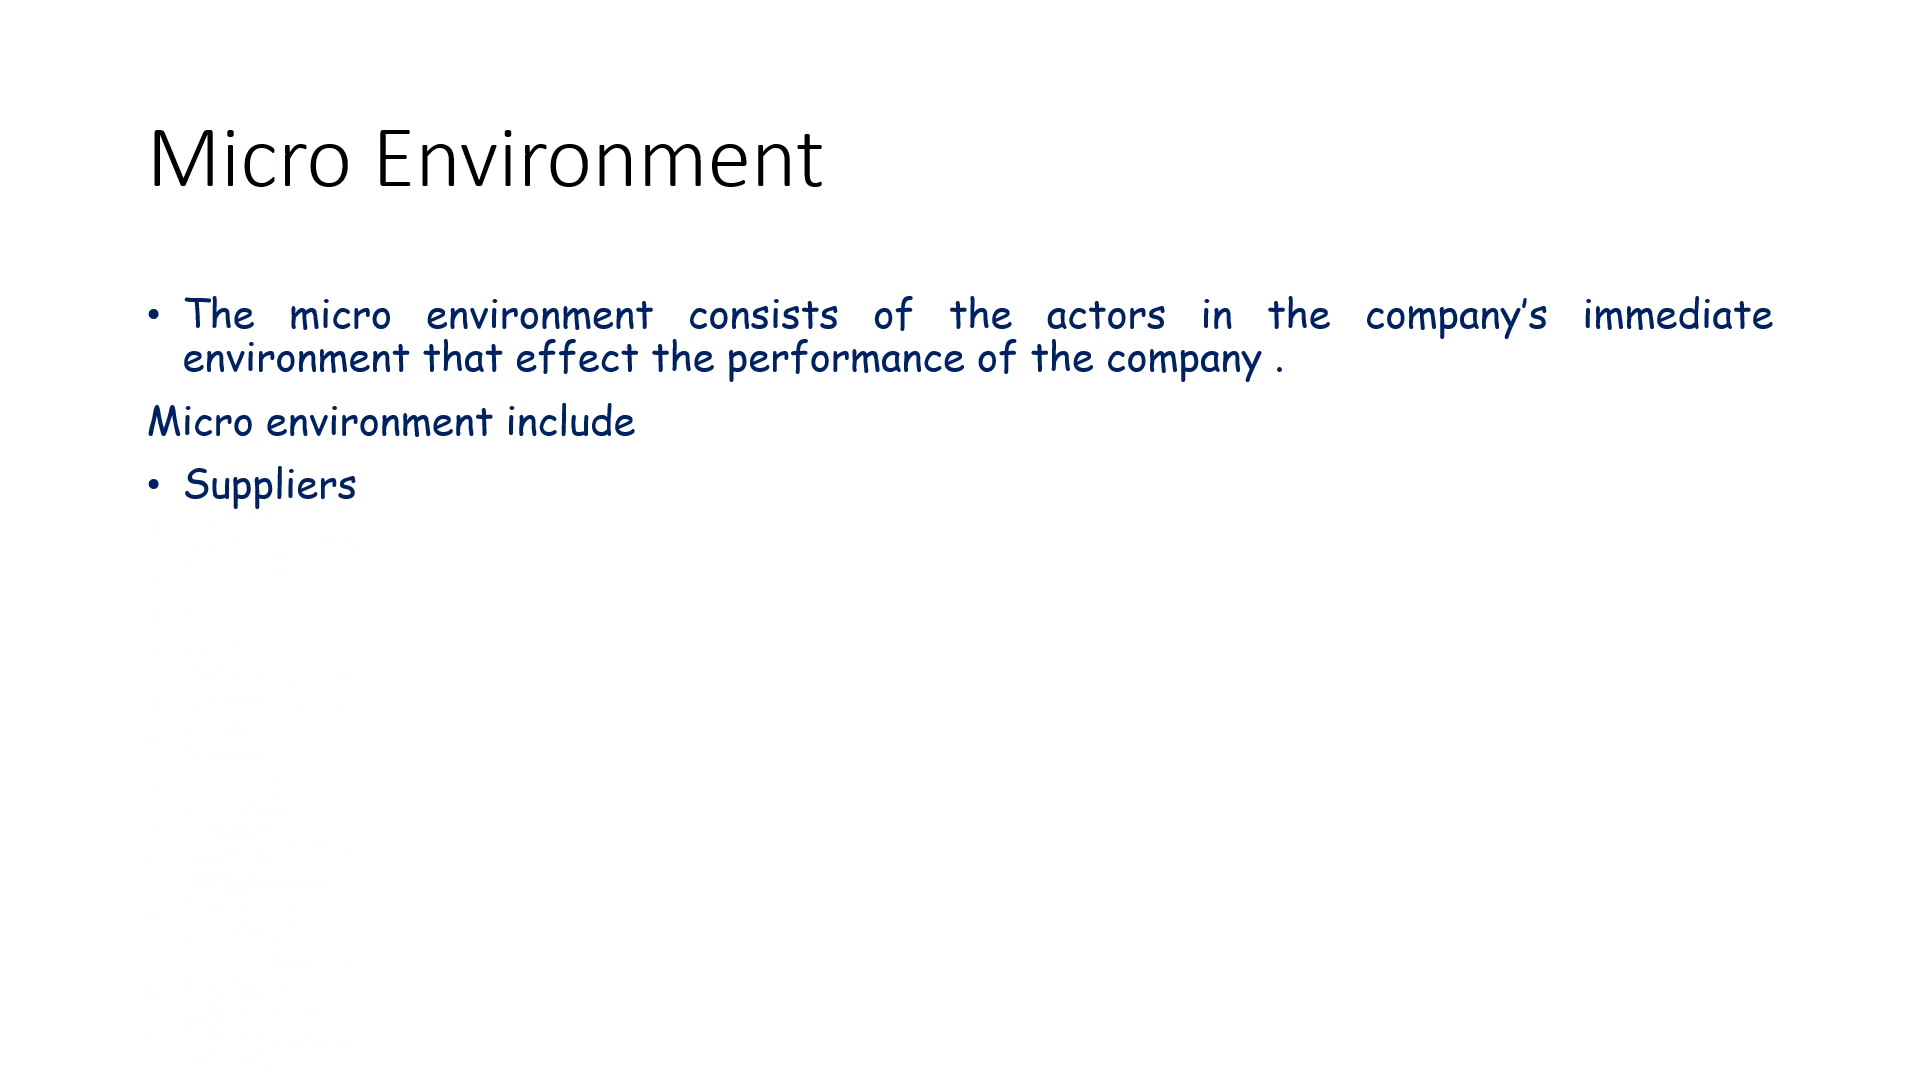 Micro Environment
• The micro environment consists of the actors in the company’s immediate
environment that effect the performance of the company .
Micro environment include
• Suppliers